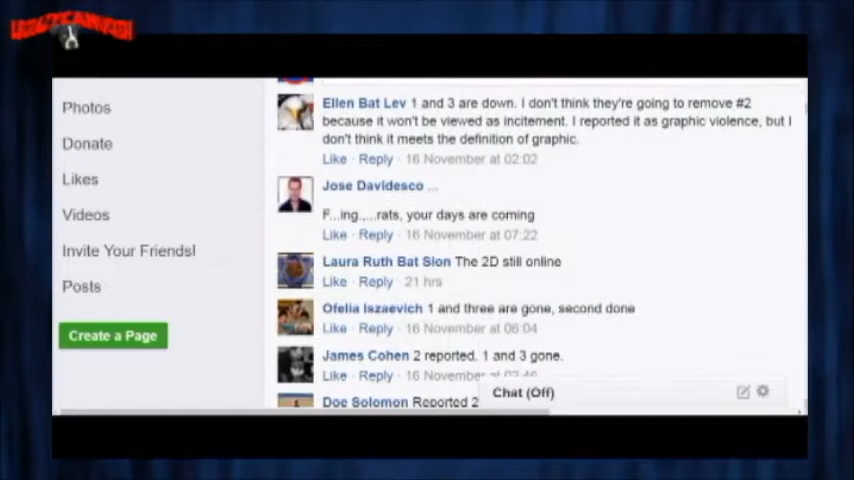 Photos
Donate
Likes
Videos
Invite Your Friends!
Posts
Create a Page
Ellen Bat Lev 1 and 3 are down. I don't think they're going to remove #2
because it won't be viewed as incitement. I reported it as graphic violence, but I
don't think it meets the definition of graphic.
Like · Reply · 16 November at 02:02
Jose Davidesco ...
F...ing.,...rats, your days are coming
Like · Reply · 16 November at 07:22
Laura Ruth Bat Sion The 2D still online
Like · Reply · 21 hrs
Ofelia Iszaevich 1 and three are gone, second done
Like · Reply · 16 November at 06:04
James Cohen 2 reported. 1 and 3 gone.
Like · Reply · 16 November
Doe Solomon Reported 2
Chat (Off)